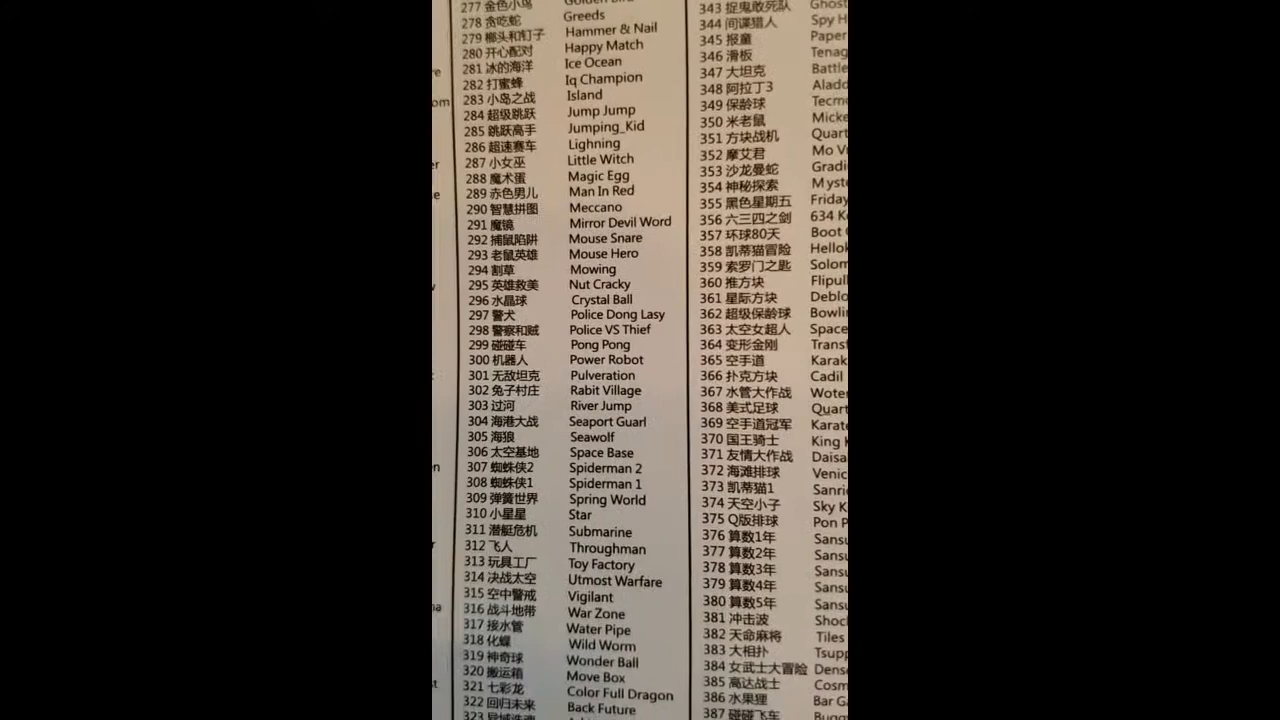 277 金色小鸟 Golden Bird
278 贪吃蛇 Greeds
279 榔头和钉子 Hammer & Nail
280 开心配对 Happy Match
281 冰的海洋 Ice Ocean
282 打蜜蜂 Iq Champion
283 小岛之战 Island
284 超级跳跃 Jump Jump
285 跳跃高手 Jumping_Kid
286 超速赛车 Lighning
287 小女巫 Little Witch
288 魔术蛋 Magic Egg
289 赤色男儿 Man In Red
290 智慧拼图 Meccano
291 魔镜 Mirror Devil Word
292 捕鼠陷阱 Mouse Snare
293 老鼠英雄 Mouse Hero
294 割草 Mowing
295 英雄救美 Nut Cracky
296 水晶球 Crystal Ball
297 警犬 Police Dong Lasy
298 警察和贼 Police VS Thief
299 碰碰车 Pong Pong
300 机器人 Power Robot
301 无敌坦克 Pulveration
302 兔子村庄 Rabit Village
303 过河 River Jump
304 海港大战 Seaport Guarl
305 海狼 Seawolf
306 太空基地 Space Base
307 蜘蛛侠2 Spiderman 2
308 蜘蛛侠1 Spiderman 1
309 弹簧世界 Spring World
310 小星星 Star
311 潜艇危机 Submarine
312 飞人 Throughman
313 玩具工厂 Toy Factory
314 决战太空 Utmost Warfare
315 空中警戒 Vigilant
316 战斗地带 War Zone
317 接水管 Water Pipe
318 化蝶 Wild Worm
319 神奇球 Wonder Ball
320 搬运箱 Move Box
321 七彩龙 Color Full Dragon
322 回归未来 Back Future
323
343 捉鬼敢死队 Ghost
344 间谍猎人 Spy H
345 报童 Paper
346 滑板 Tenag
347 大坦克 Battle
348 阿拉丁3 Aladd
349 保龄球 Tecmo
350 米老鼠 Micke
351 方块战机 Quart
352 摩艾君 Mo V
353 沙龙曼蛇 Gradi
354 神秘探索 Myste
355 黑色星期五 Friday
356 六三四之剑 634 K
357 环球80天 Boot
358 凯蒂猫冒险 Hellok
359 索罗门之匙 Solom
360 推方块 Flipull
361 星际方块 Deblo
362 超级保龄球 Bowlin
363 太空女超人 Space
364 变形金刚 Transf
365 空手道 Karak
366 扑克方块 Cadil
367 水管大作战 Woter
368 美式足球 Quart
369 空手道冠军 Karate
370 国王骑士 King K
371 友情大作战 Daisa
372 海滩排球 Venic
373 凯蒂猫1 Sanri
374 天空小子 Sky K
375 Q版排球 Pon P
376 算数1年 Sansu
377 算数2年 Sansu
378 算数3年 Sansu
379 算数4年 Sansu
380 算数5年 Sansu
381 冲击波 Shoc
382 天命麻将 Tiles
383 大相扑 Tsupp
384 女武士大冒险 Dens
385 高达战士 Cosm
386 水果狸 Bar G
387 碰碰飞车 Bugg